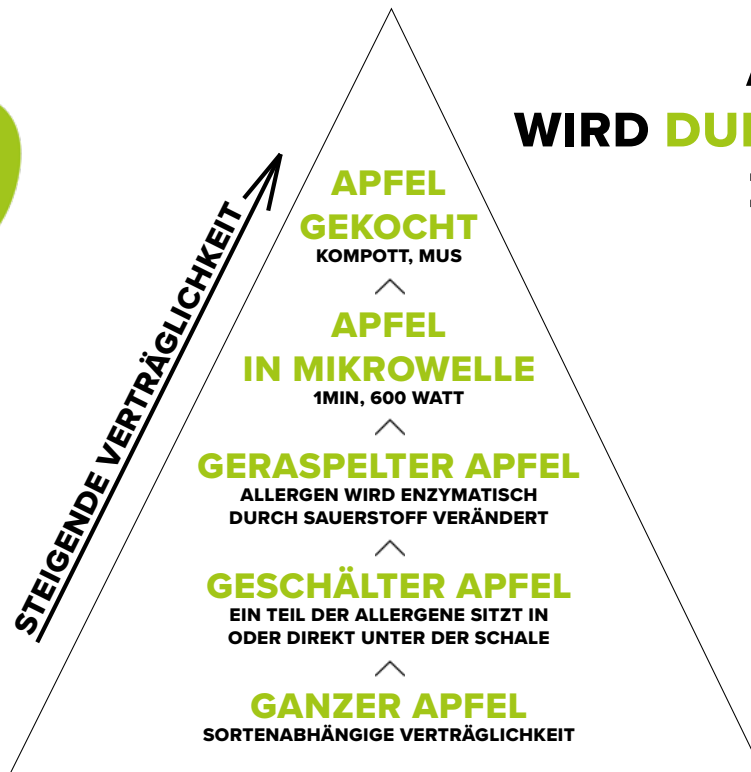 WIRD
STEIGENDE VERTRÄGLICHKEIT
APFEL
GEKOCHT
KOMPOTT, MUS
APFEL
IN MIKROWELLE
1MIN, 600 WATT
GERASPELTER APFEL
ALLERGEN WIRD ENZYMATISCH
DURCH SAUERSTOFF VERÄNDERT
GESCHÄLTER APFEL
EIN TEIL DER ALLERGENE SITZT IN
ODER DIREKT UNTER DER SCHALE
GANZER APFEL
SORTENABHÄNGIGE VERTRÄGLICHKEIT